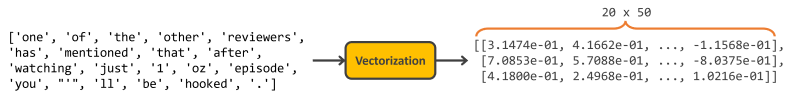 20 x 50
['one', 'of', 'the', 'other', 'reviewers',
'has', 'mentioned', 'that', 'after',
'watching', 'just', '1', 'oz', 'episode',
'you', "'", 'll', 'be', 'hooked', '.']
Vectorization
[[3.1474e-01, 4.1662e-01, ..., -1.1568e-01],
[7.0853e-01, 5.7088e-01, ..., -8.0375e-01],
[4.1800e-01, 2.4968e-01, ..., 1.0216e-01]]